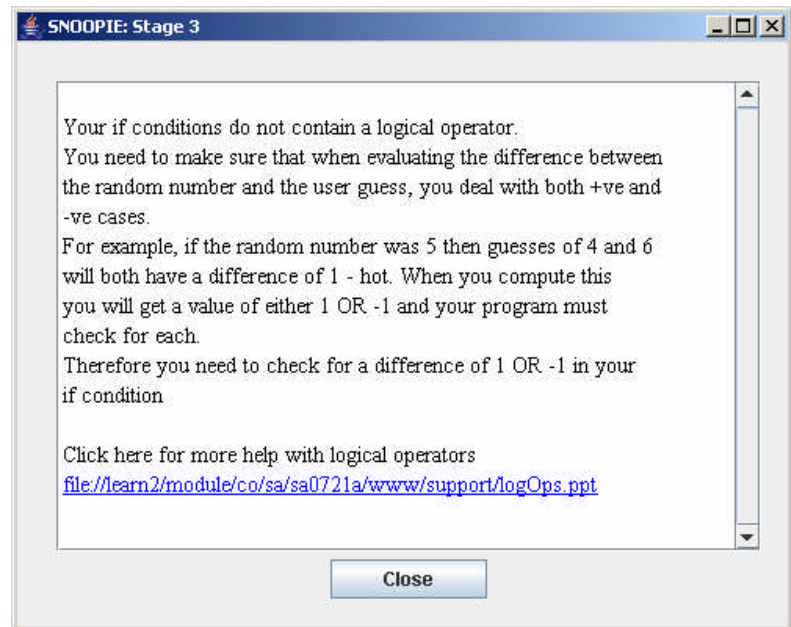 SNOOPIE: Stage 3
Your if conditions do not contain a logical operator.
You need to make sure that when evaluating the difference between
the random number and the user guess, you deal with both +ve and
-ve cases.
For example, if the random number was 5 then guesses of 4 and 6
will both have a difference of 1 - hot. When you compute this
you will get a value of either 1 OR -1 and your program must
check for each.
Therefore you need to check for a difference of 1 OR -1 in your
if condition
Click here for more help with logical operators
file://learn2/module/co/sa/sa0721a/www/support/logOps.ppt
Close